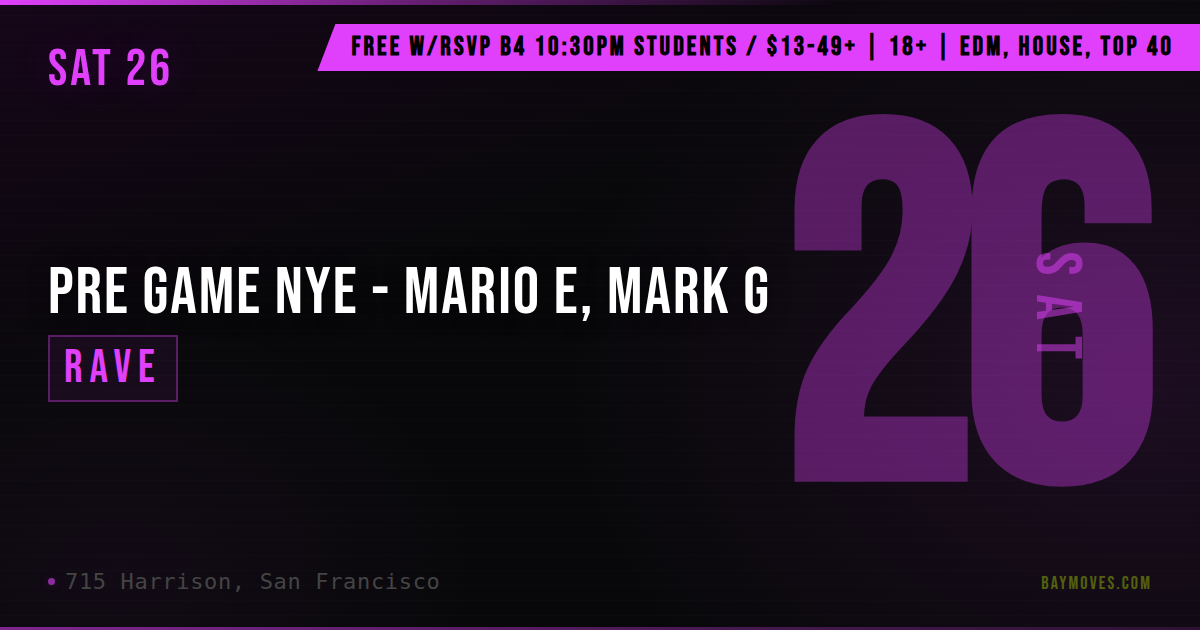 SAT 26
FREE W/RSVP B4 10:30PM STUDENTS / $13-49+ | 18+ | EDM, HOUSE, TOP 40
26
SAT
PRE GAME NYE - MARIO E, MARK G
RAVE
715 Harrison, San Francisco
BAYMOVES.COM